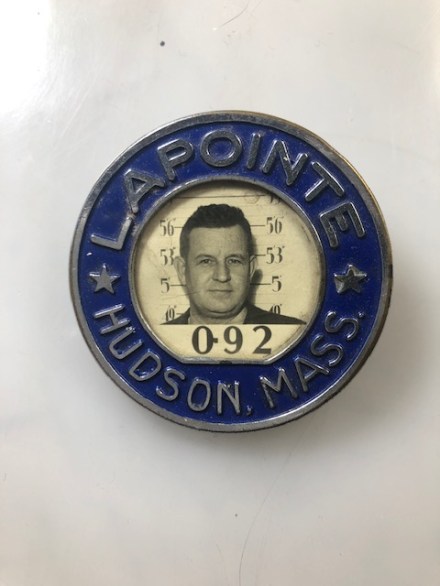 LAPOINTE
56 56
53 53
5 5
0-92
HUDSON, MASS.